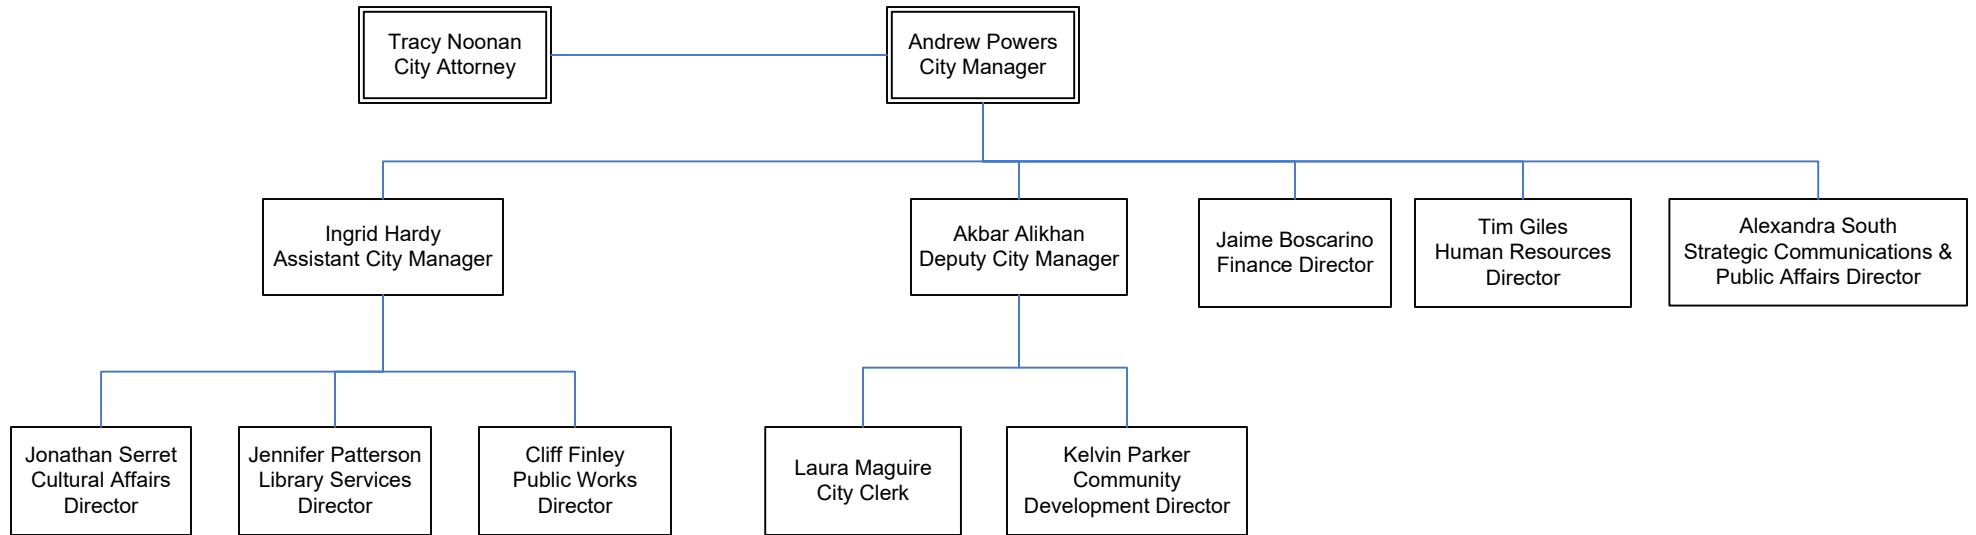 Tracy Noonan
City Attorney
Andrew Powers
City Manager
Ingrid Hardy
Assistant City Manager
Akbar Alikhan
Deputy City Manager
Jaime Boscarino
Finance Director
Tim Giles
Human Resources
Director
Alexandra South
Strategic Communications &
Public Affairs Director
Jonathan Serret
Cultural Affairs
Director
Jennifer Patterson
Library Services
Director
Cliff Finley
Public Works
Director
Laura Maguire
City Clerk
Kelvin Parker
Community
Development Director